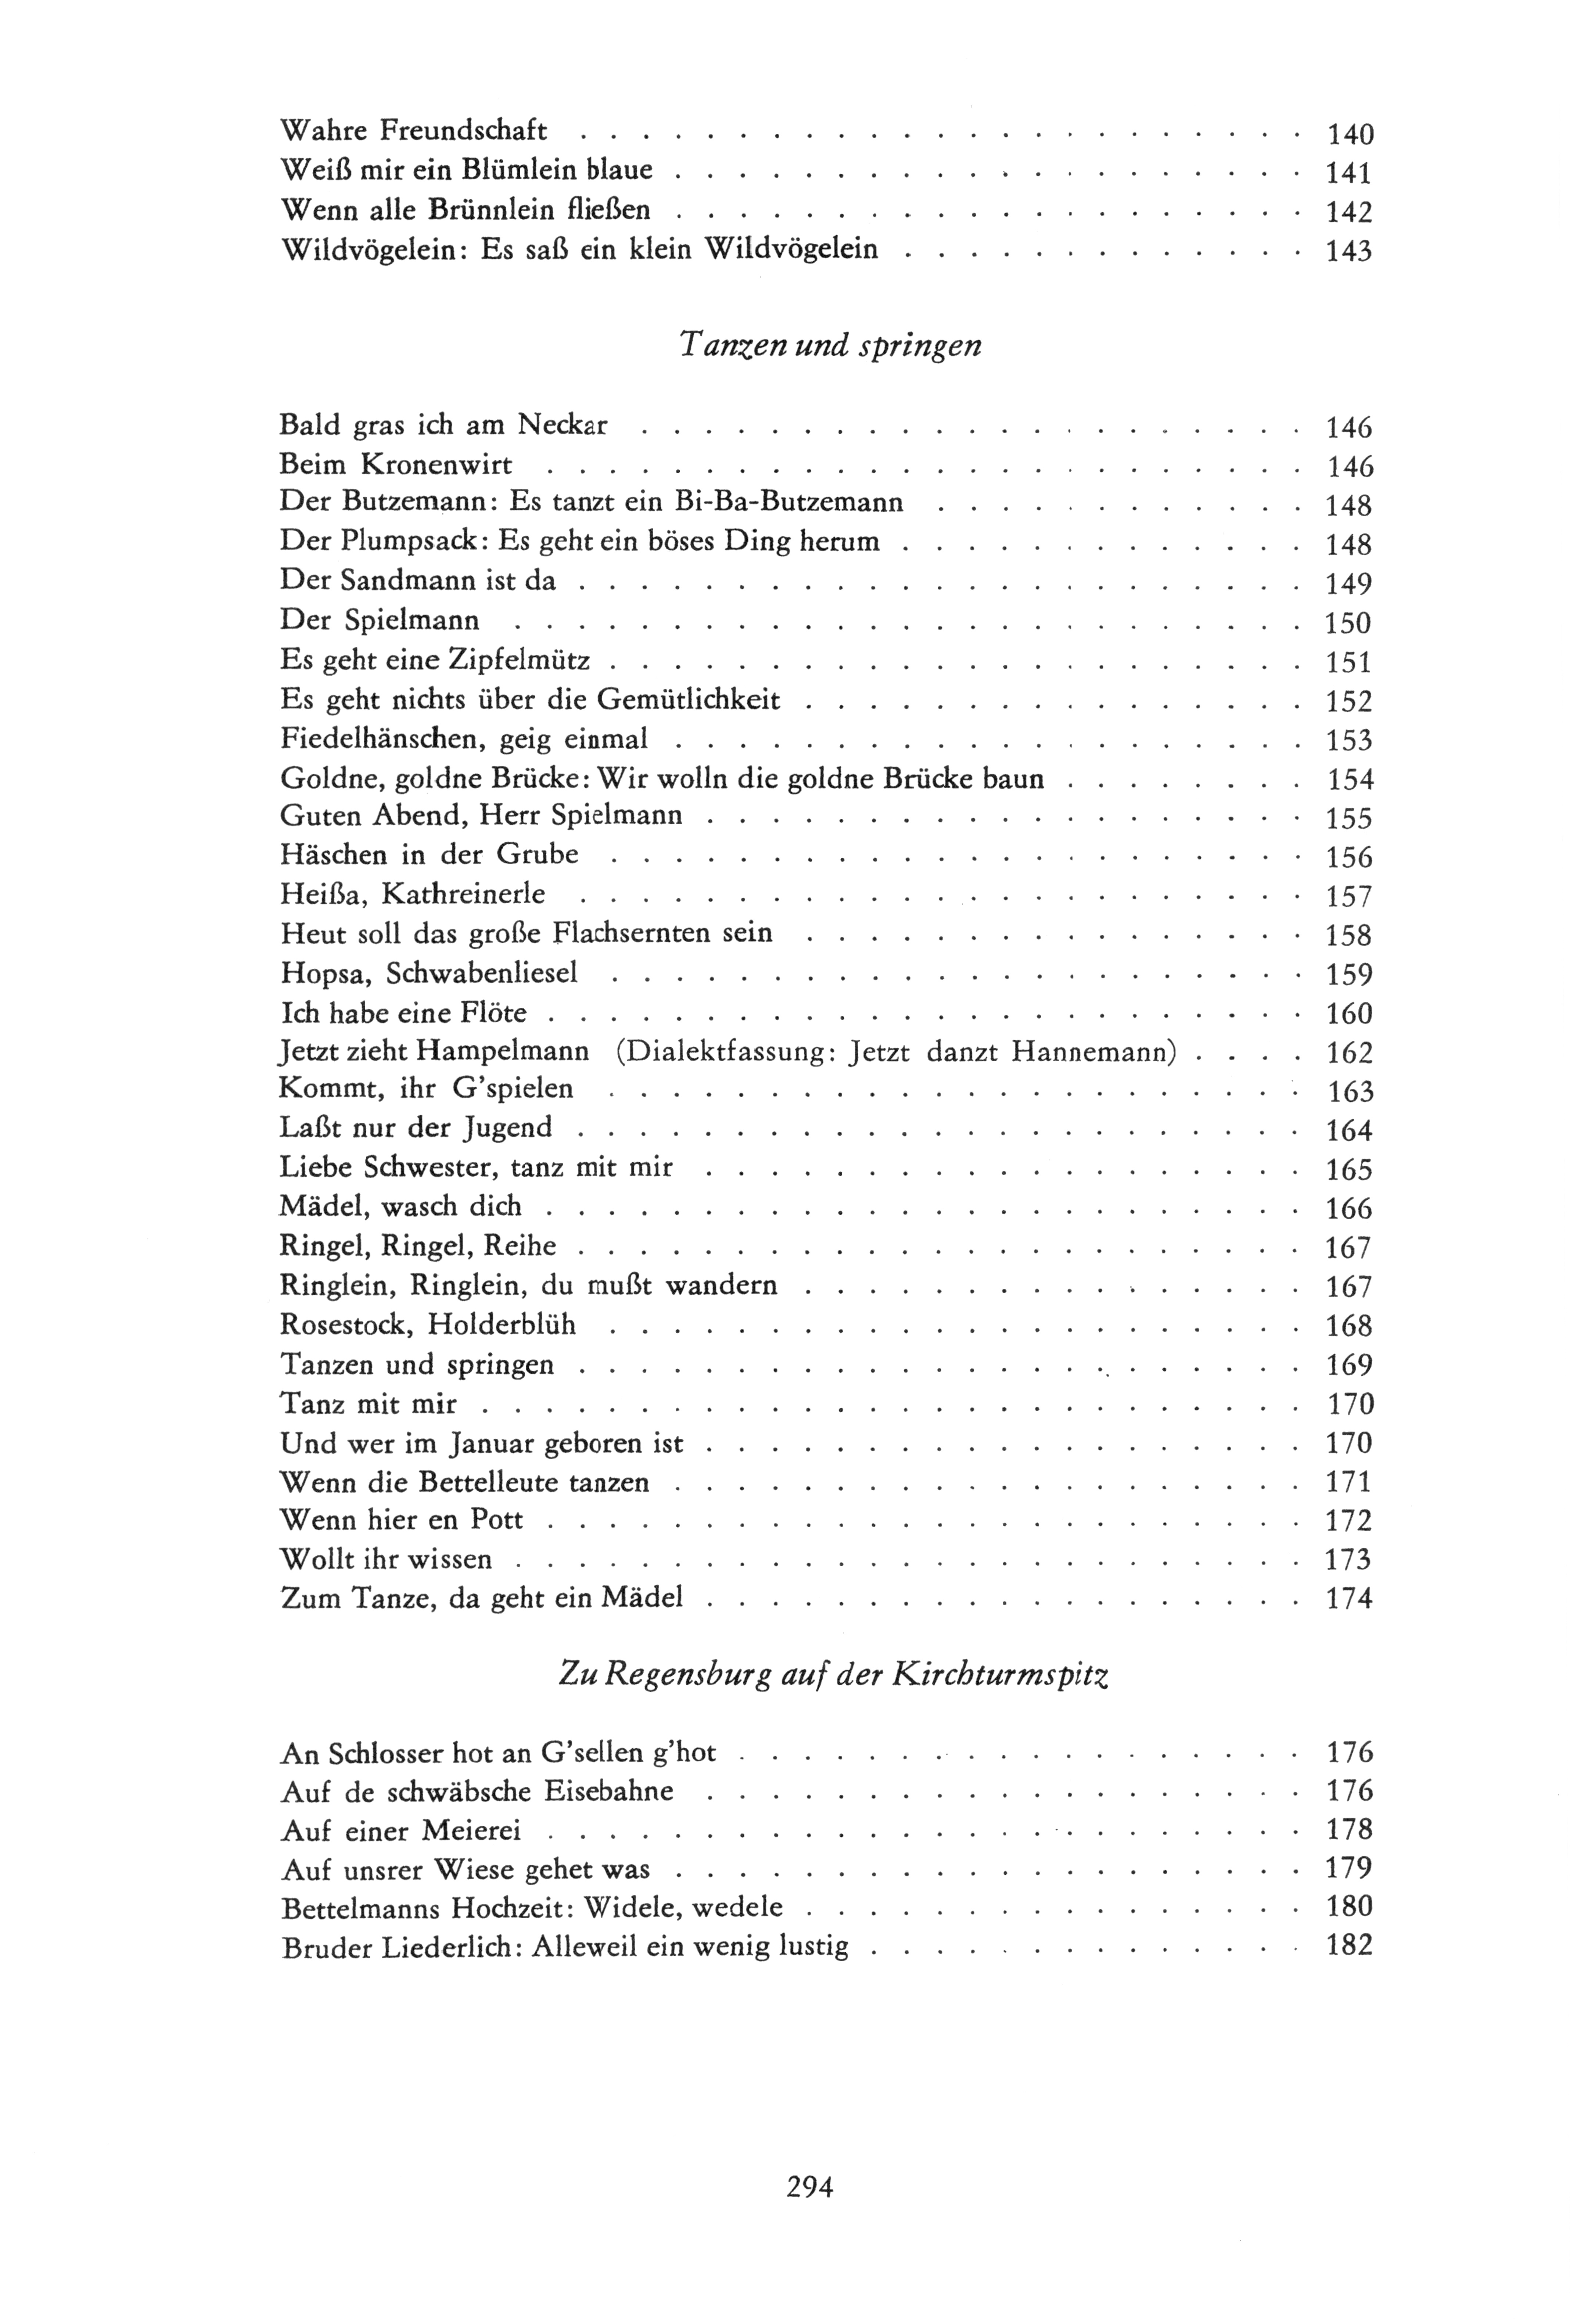 Wahre Freundschaft . . . . . . . . . . . . . . . . . . . . . . . 140
Weiß mir ein Blümlein blaue . . . . . . . . . . . . . . . . . . . . 141
Wenn alle Brünnlein fließen . . . . . . . . . . . . . . . . . . . . 142
Wildvögelein: Es saß ein klein Wildvögelein . . . . . . . . . . . . . 143
Tanzen und springen
Bald gras ich am Neckar . . . . . . . . . . . . . . . . . . . . . 146
Beim Kronenwirt . . . . . . . . . . . . . . . . . . . . . . . . 146
Der Butzemann: Es tanzt ein Bi-Ba-Butzemann . . . . . . . . . . . . 148
Der Plumpsack: Es geht ein böses Ding herum . . . . . . . . . . . . . 148
Der Sandmann ist da . . . . . . . . . . . . . . . . . . . . . . . 149
Der Spielmann . . . . . . . . . . . . . . . . . . . . . . . . . 150
Es geht eine Zipfelmütz . . . . . . . . . . . . . . . . . . . . . . 151
Es geht nichts über die Gemütlichkeit . . . . . . . . . . . . . . . . 152
Fiedelhänschen, geig einmal . . . . . . . . . . . . . . . . . . . . 153
Goldne, goldne Brücke: Wir wolln die goldne Brücke baun . . . . . . . . 154
Guten Abend, Herr Spielmann . . . . . . . . . . . . . . . . . . . 155
Häschen in der Grube . . . . . . . . . . . . . . . . . . . . . . 156
Heißa, Kathreinerle . . . . . . . . . . . . . . . . . . . . . . . 157
Heut soll das große Flachsernten sein . . . . . . . . . . . . . . . . 158
Hopsa, Schwabenliesel . . . . . . . . . . . . . . . . . . . . . . 159
Ich habe eine Flöte . . . . . . . . . . . . . . . . . . . . . . . . 160
Jetzt zieht Hampelmann (Dialektfassung: Jetzt danzt Hannemann) . . . . 162
Kommt, ihr G'spielen . . . . . . . . . . . . . . . . . . . . . . 163
Laßt nur der Jugend . . . . . . . . . . . . . . . . . . . . . . . 164
Liebe Schwester, tanz mit mir . . . . . . . . . . . . . . . . . . . 165
Mädel, wasch dich . . . . . . . . . . . . . . . . . . . . . . . . 166
Ringel, Ringel, Reihe . . . . . . . . . . . . . . . . . . . . . . . 167
Ringlein, Ringlein, du mußt wandern . . . . . . . . . . . . . . . . 167
Rosestock, Holderblüh . . . . . . . . . . . . . . . . . . . . . . 168
Tanzen und springen . . . . . . . . . . . . . . . . . . . . . . . 169
Tanz mit mir . . . . . . . . . . . . . . . . . . . . . . . . . . 170
Und wer im Januar geboren ist . . . . . . . . . . . . . . . . . . . 170
Wenn die Bettelleute tanzen . . . . . . . . . . . . . . . . . . . . 171
Wenn hier en Pott . . . . . . . . . . . . . . . . . . . . . . . . 172
Wollt ihr wissen . . . . . . . . . . . . . . . . . . . . . . . . . 173
Zum Tanze, da geht ein Mädel . . . . . . . . . . . . . . . . . . . 174
Zu Regensburg auf der Kirchturmspitz
An Schlosser hot an G'sellen g'hot . . . . . . . . . . . . . . . . . . 176
Auf de schwäbsche Eisebahne . . . . . . . . . . . . . . . . . . . 176
Auf einer Meierei . . . . . . . . . . . . . . . . . . . . . . . . 178
Auf unsrer Wiese gehet was . . . . . . . . . . . . . . . . . . . . 179
Bettelmanns Hochzeit: Widele, wedele . . . . . . . . . . . . . . . . 180
Bruder Liederlich: Alleweil ein wenig lustig . . . . . . . . . . . . . . 182
294